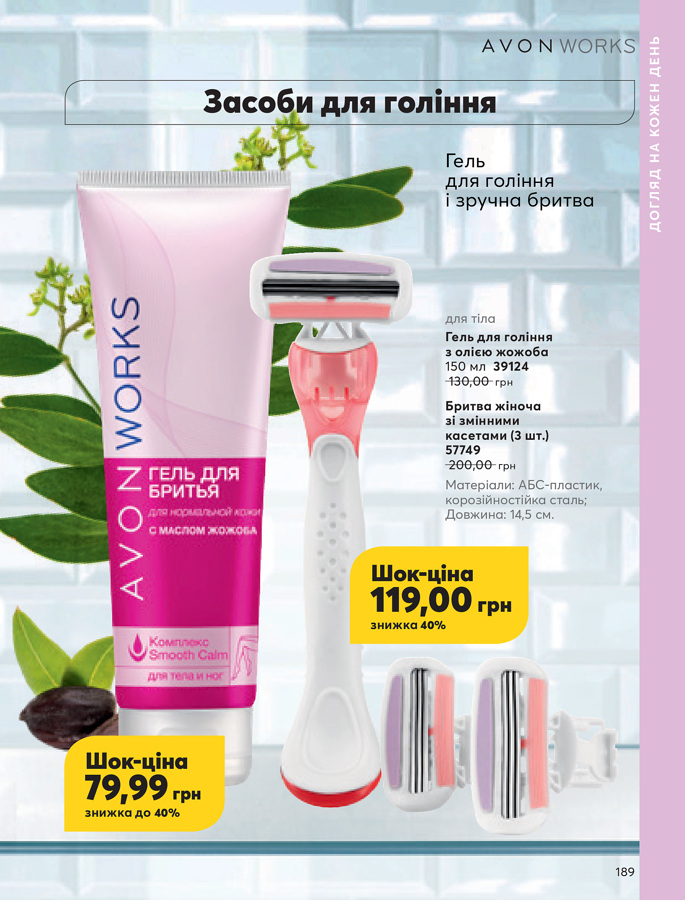 AVON WORKS
ДОГЛЯД НА КОЖЕН ДЕНЬ
Засоби для гоління
Гель
для гоління
і зручна бритва
для тіла
Гель для гоління
з олією жожоба
150 мл 39124
130,00 грн
Бритва жіноча
зі змінними
касетами (3 шт.)
57749
200,00 грн
Матеріали: АБС-пластик,
корозійностійка сталь;
Довжина: 14,5 см.
AVON WORKS
ГЕЛЬ ДЛЯ
БРИТЬЯ
для нормальной кожи
С МАСЛОМ ЖОЖОБА
Комплекс
Smooth Calm
для тела и ног
Шок-ціна
119,00 грн
знижка 40%
Шок-ціна
79,99 грн
знижка до 40%
189